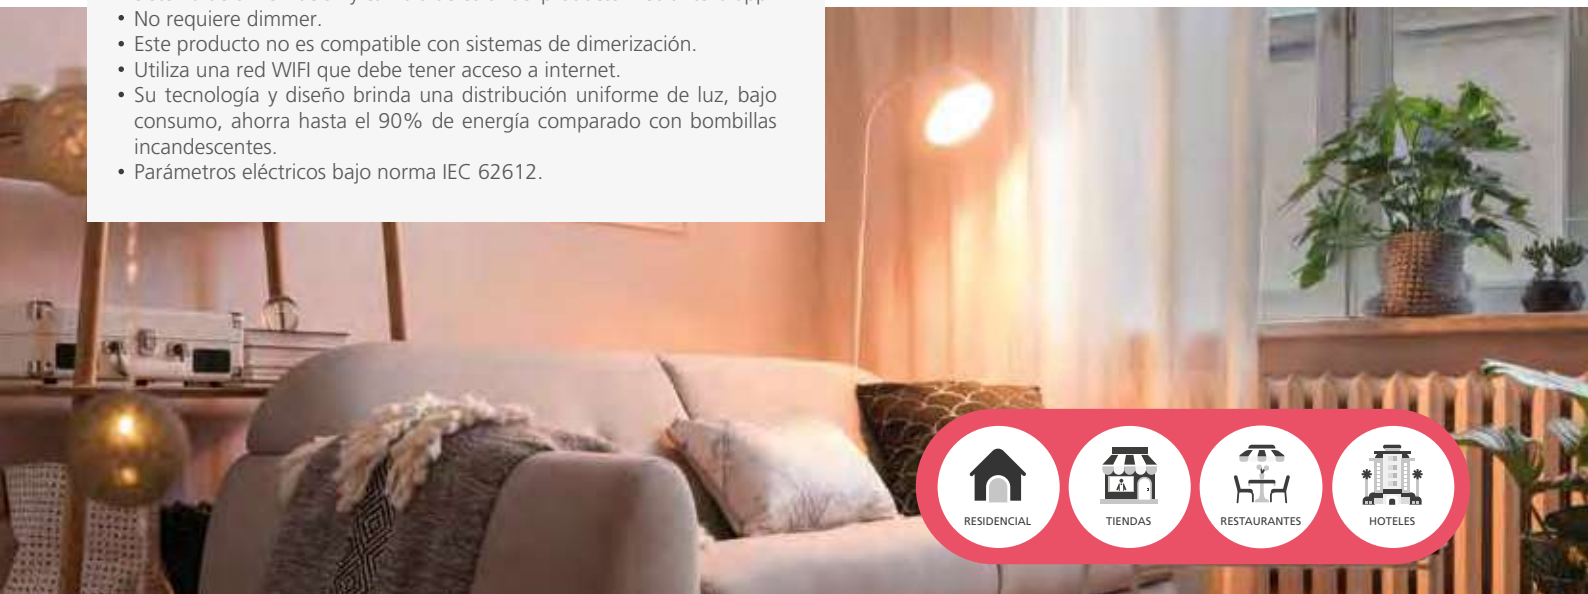 • No requiere dimmer.
• Este producto no es compatible con sistemas de dimerización.
• Utiliza una red WIFI que debe tener acceso a internet.
• Su tecnología y diseño brinda una distribución uniforme de luz, bajo
consumo, ahorra hasta el 90% de energía comparado con bombillas
incandescentes.
• Parámetros eléctricos bajo norma IEC 62612.
RESIDENCIAL
TIENDAS
RESTAURANTES
HOTELES